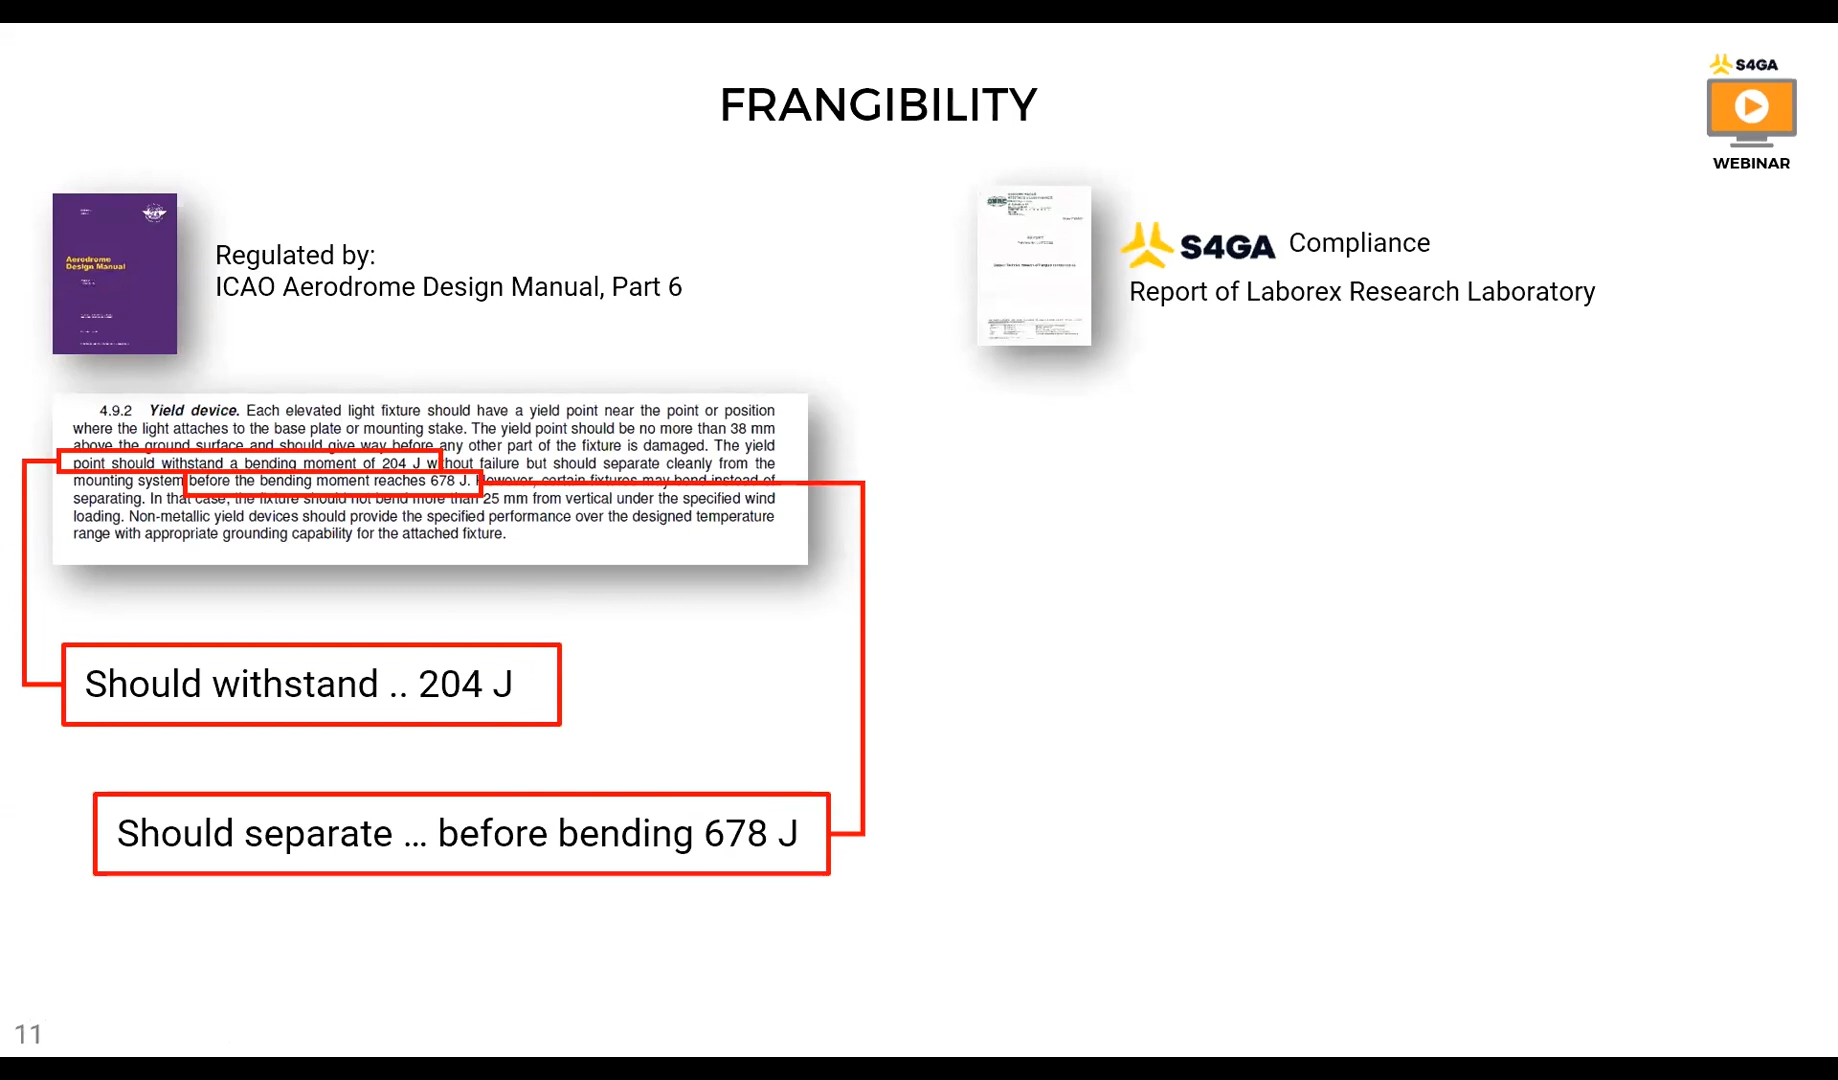 S4GA
WEBINAR
FRANGIBILITY
Aerodrome
Design Manual
Regulated by:
ICAO Aerodrome Design Manual, Part 6
4.9.2 Yield device. Each elevated light fixture should have a yield point near the point or position
where the light attaches to the base plate or mounting stake. The yield point should be no more than 38 mm
above the ground surface and should give way before any other part of the fixture is damaged. The yield
point should withstand a bending moment of 204 J without failure but should separate cleanly from the
mounting system before the bending moment reaches 678 J. However, certain fixtures may bend instead of
separating. In that case, the fixture should not bend more than 25 mm from vertical under the specified wind
loading. Non-metallic yield devices should provide the specified performance over the designed temperature
range with appropriate grounding capability for the attached fixture.
Should withstand .. 204 J
Should separate ... before bending 678 J
S4GA Compliance
Report of Laborex Research Laboratory
11